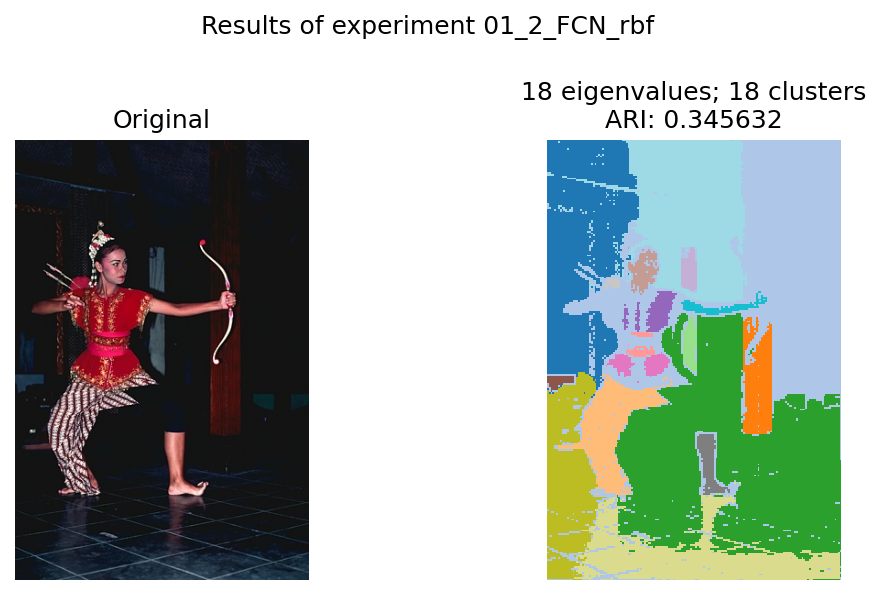 Results of experiment 01_2_FCN_rbf
Original
18 eigenvalues; 18 clusters
ARI: 0.345632